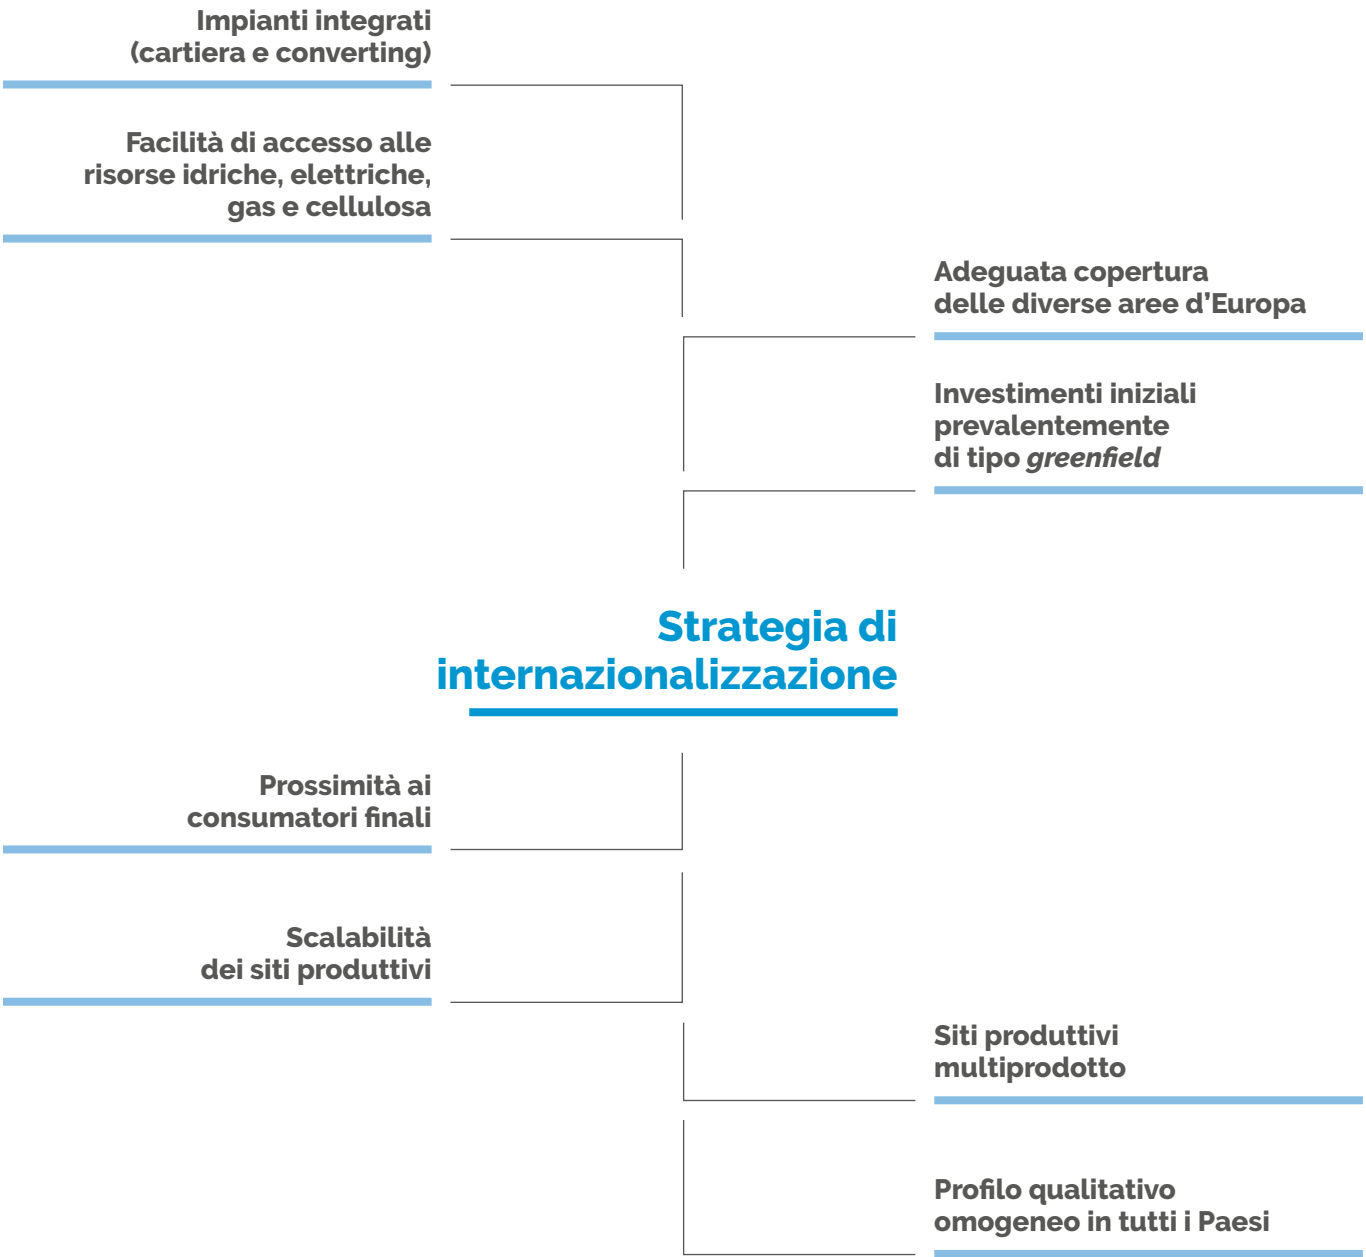 Impianti integrati
(cartiera e converting)
Facilità di accesso alle
risorse idriche, elettriche,
gas e cellulosa
Adeguata copertura
delle diverse aree d’Europa
Investimenti iniziali
prevalentemente
di tipo greenfield
Strategia di
internazionalizzazione
Prossimità ai
consumatori finali
Scalabilità
dei siti produttivi
Siti produttivi
multiprodotto
Profilo qualitativo
omogeneo in tutti i Paesi